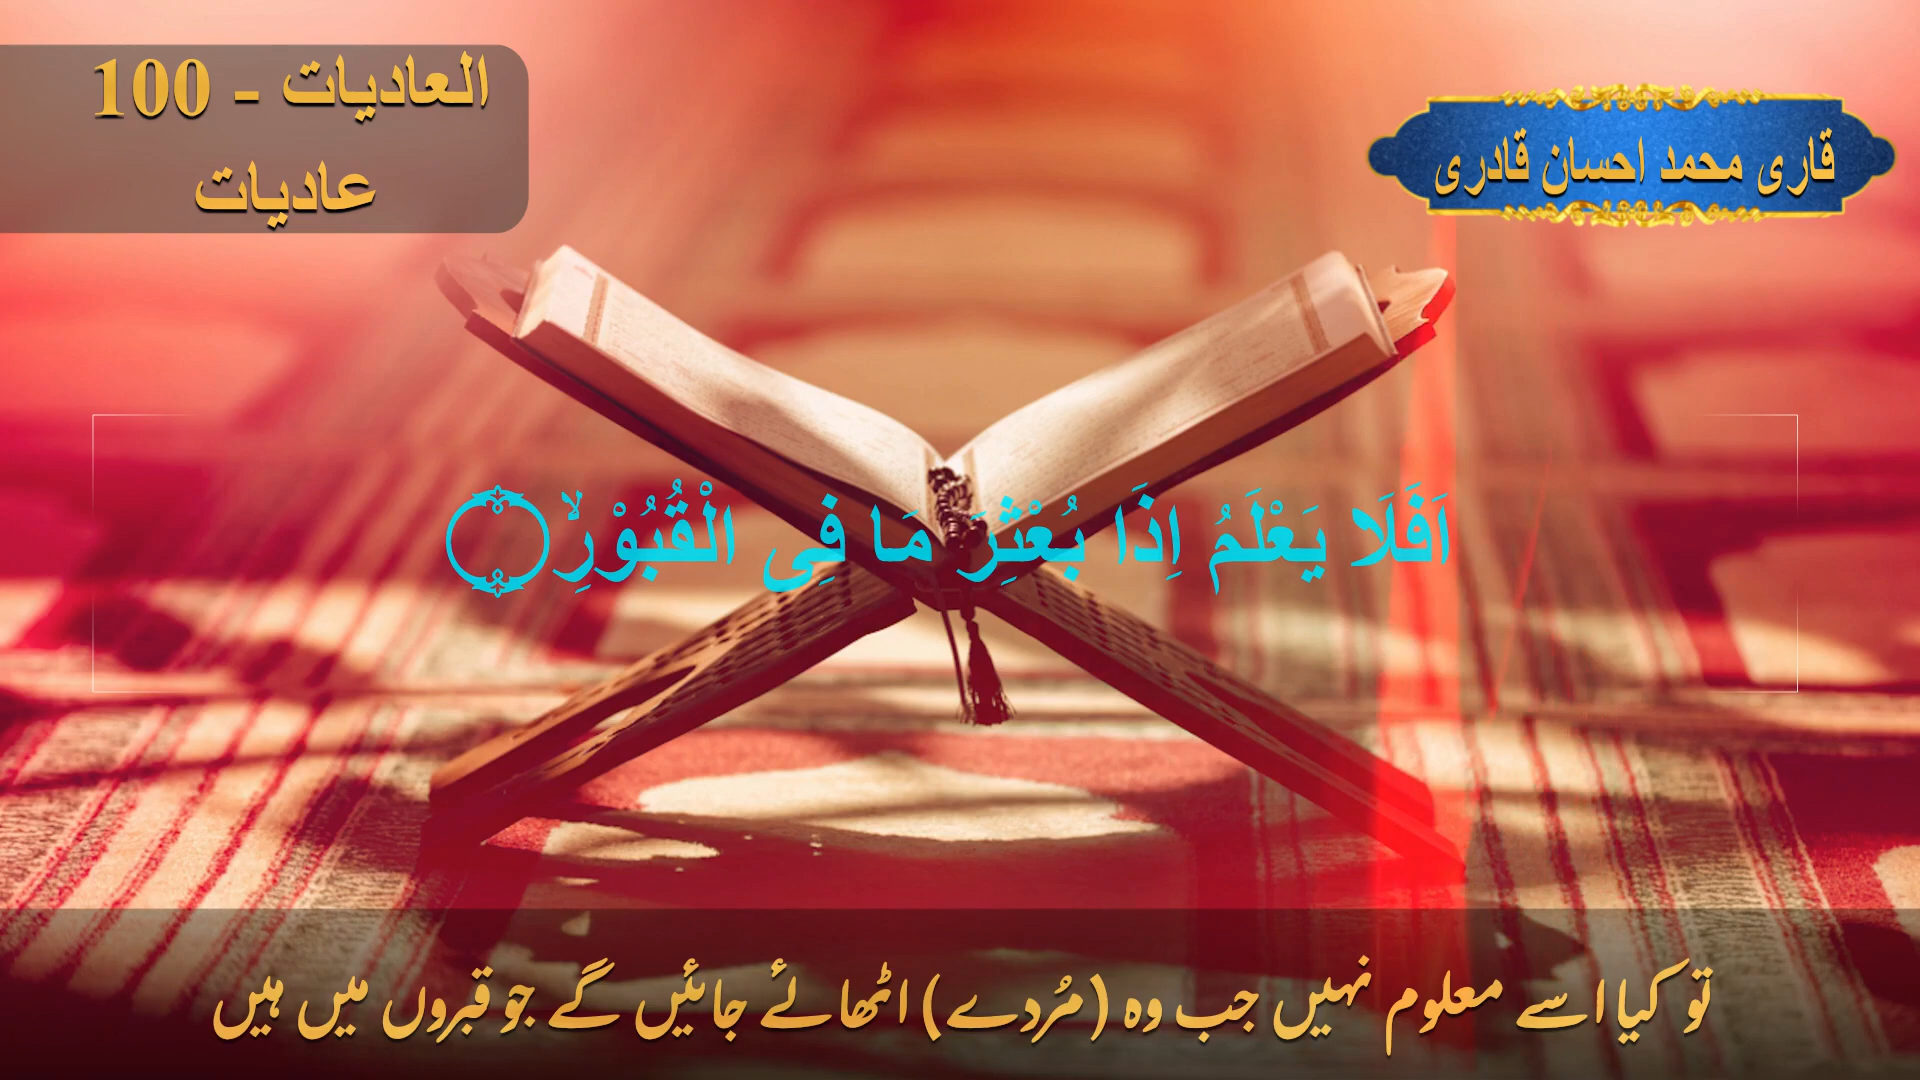 العادیات - 100
عادیات
قاری محمد احسان قادری
اَفَلَا یَعْلَمُ اِذَا بُعْثِرَ مَا فِی الْقُبُوْرِۙ۝
تو کیا اسے معلوم نہیں جب وہ (مُردے) اٹھائے جائیں گے جو قبروں میں ہیں